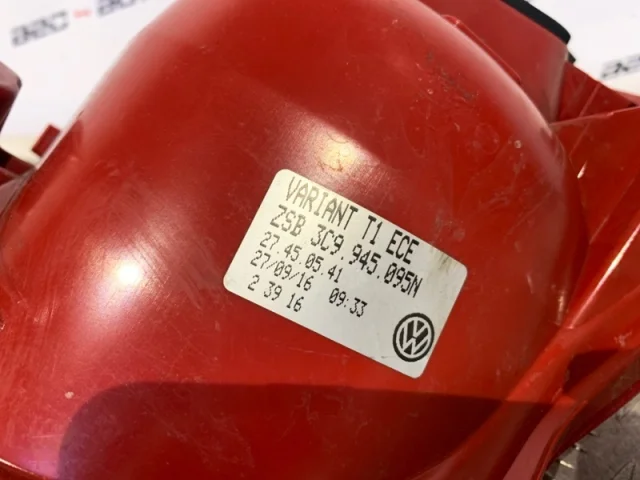 VARIANT T1 ECE
ZSB 3C9.945.095N
27.45.05.41
27/09/16 09:33
2 39 16